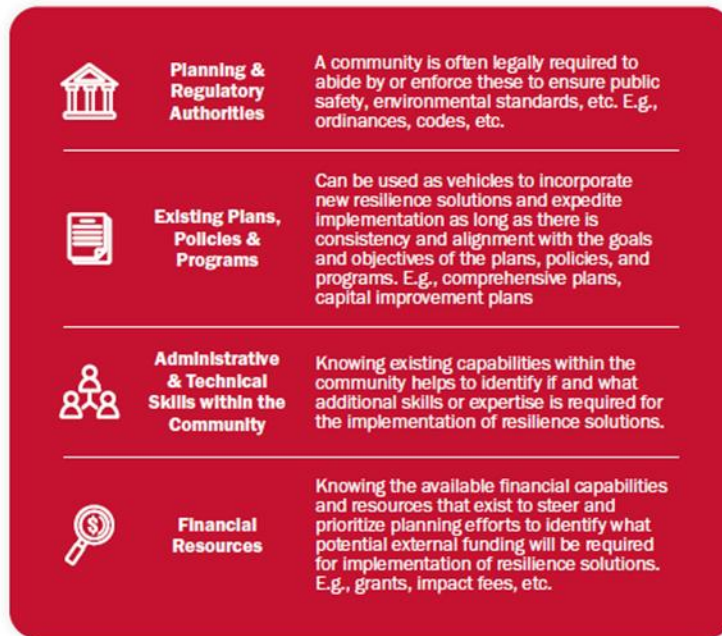 Planning &
Regulatory
Authorities
A community is often legally required to
abide by or enforce these to ensure public
safety, environmental standards, etc. E.g.,
ordinances, codes, etc.
Existing Plans,
Policies &
Programs
Can be used as vehicles to incorporate
new resilience solutions and expedite
implementation as long as there is
consistency and alignment with the goals
and objectives of the plans, policies, and
programs. E.g., comprehensive plans,
capital improvement plans
Administrative
& Technical
Skills within the
Community
Knowing existing capabilities within the
community helps to identify if and what
additional skills or expertise is required for
the implementation of resilience solutions.
$
Financial
Resources
Knowing the available financial capabilities
and resources that exist to steer and
prioritize planning efforts to identify what
potential external funding will be required
for implementation of resilience solutions.
E.g., grants, impact fees, etc.